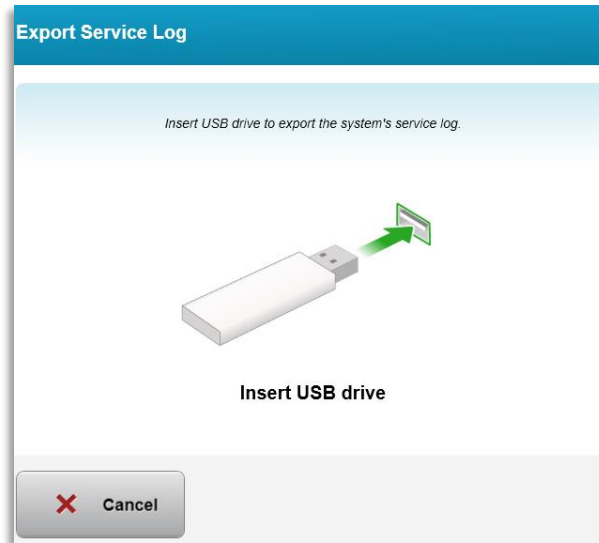 Export Service Log
Insert USB drive to export the system's service log.
Insert USB drive
Cancel